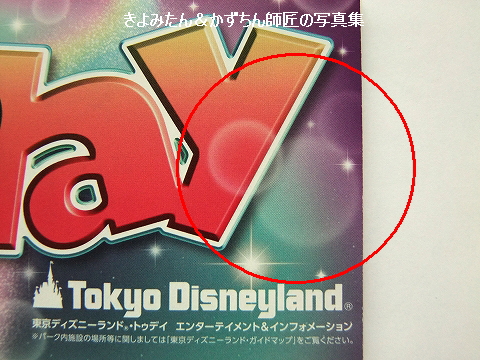 きよみたん&かずちん師匠の写真集
ay
Tokyo Disneyland®
東京ディズニーランド®・トゥデイ エンターテイメント&インフォメーション
※パーク内施設の場所等に関しましては「東京ディズニーランド・ガイドマップ」をご覧ください。